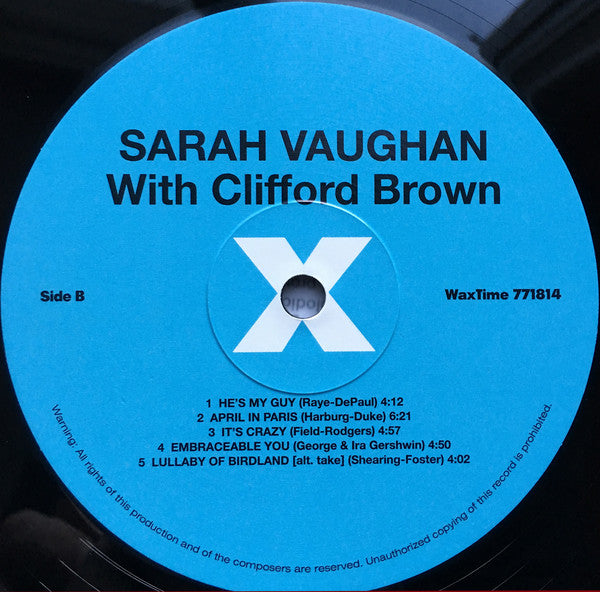 SARAH VAUGHAN
With Clifford Brown
X
Side B
WaxTime 771814
1 HE'S MY GUY (Raye-DePaul) 4:12
2 APRIL IN PARIS (Harburg-Duke) 6:21
3 IT'S CRAZY (Field-Rodgers) 4:57
4 EMBRACEABLE YOU (George & Ira Gershwin) 4:50
5 LULLABY OF BIRDLAND [alt. take] (Shearing-Foster) 4:02
Warning: All rights of this production and of the composers are reserved. Unauthorized copying of this record is prohibited.